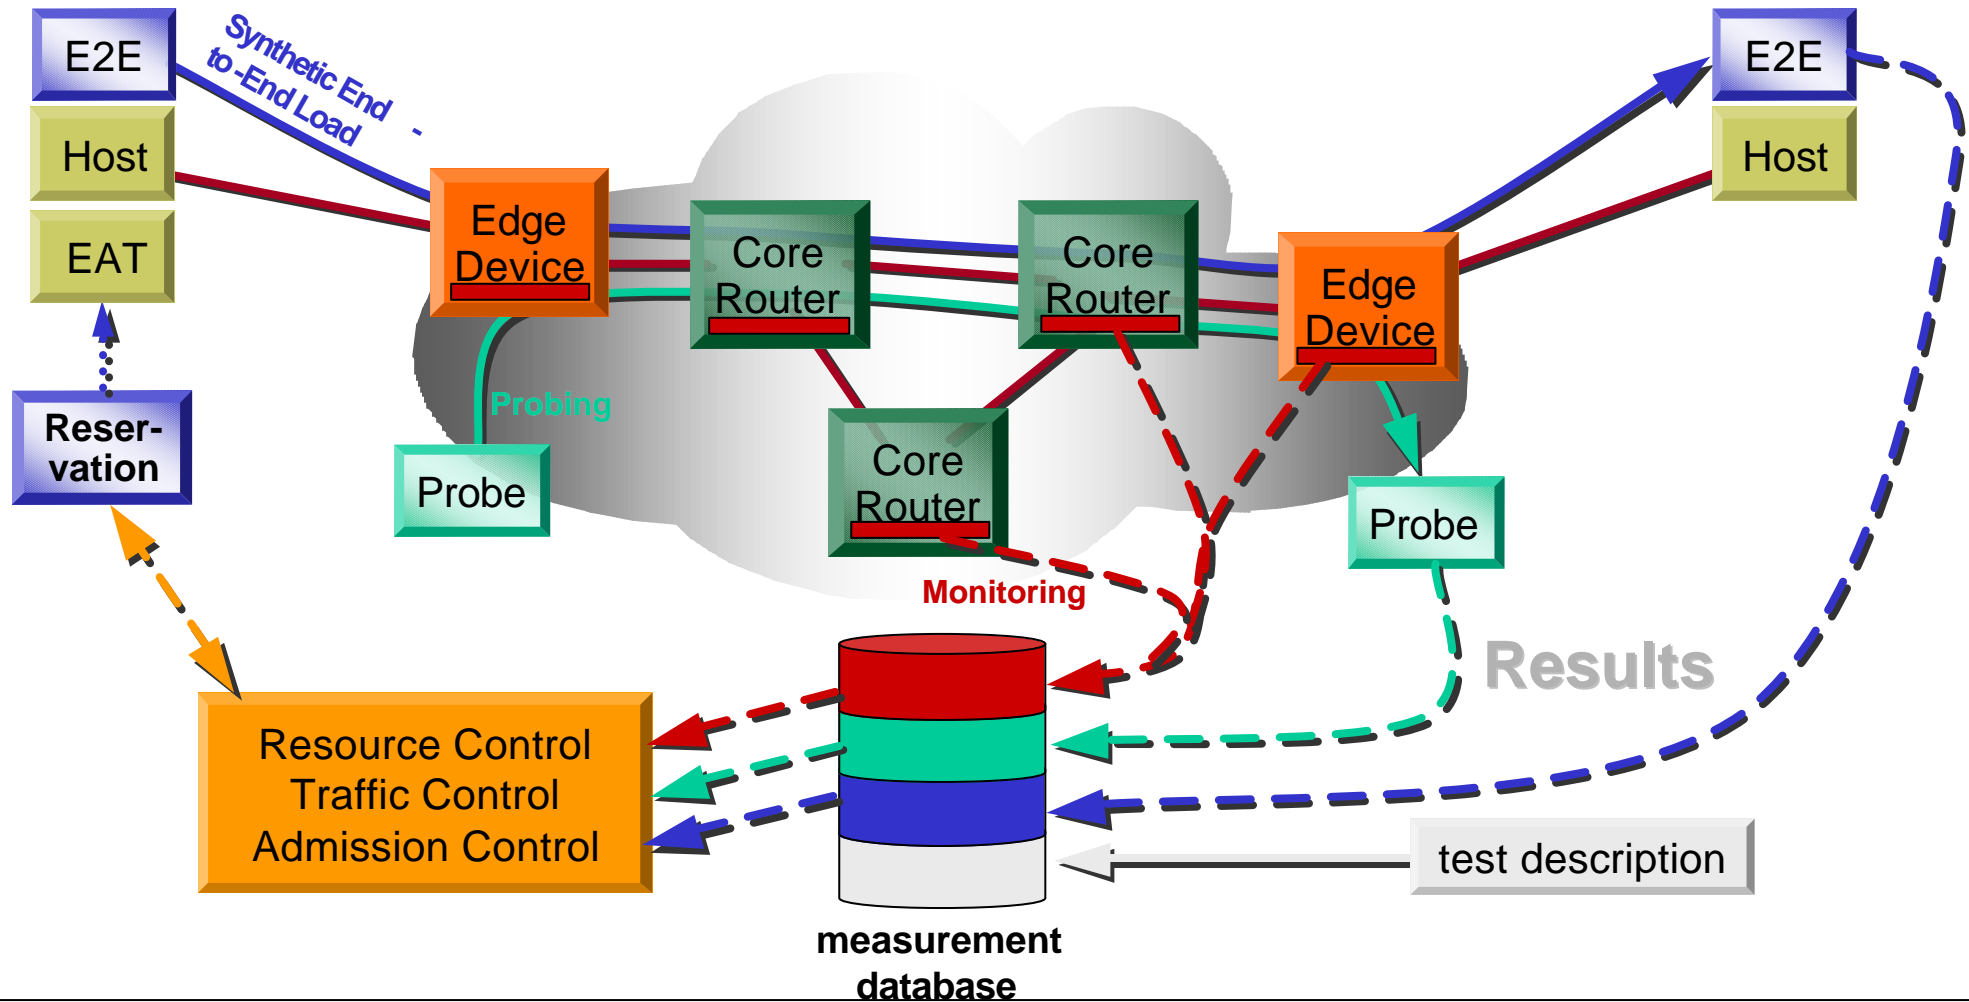 E2E
Synthetic End -
to -End Load
E2E
Host
Host
EAT
Edge
Device
Core
Router
Core
Router
Edge
Device
Reser-
vation
Probing
Probe
Core
Router
Probe
Monitoring
Results
Resource Control
Traffic Control
Admission Control
test description
measurement
database